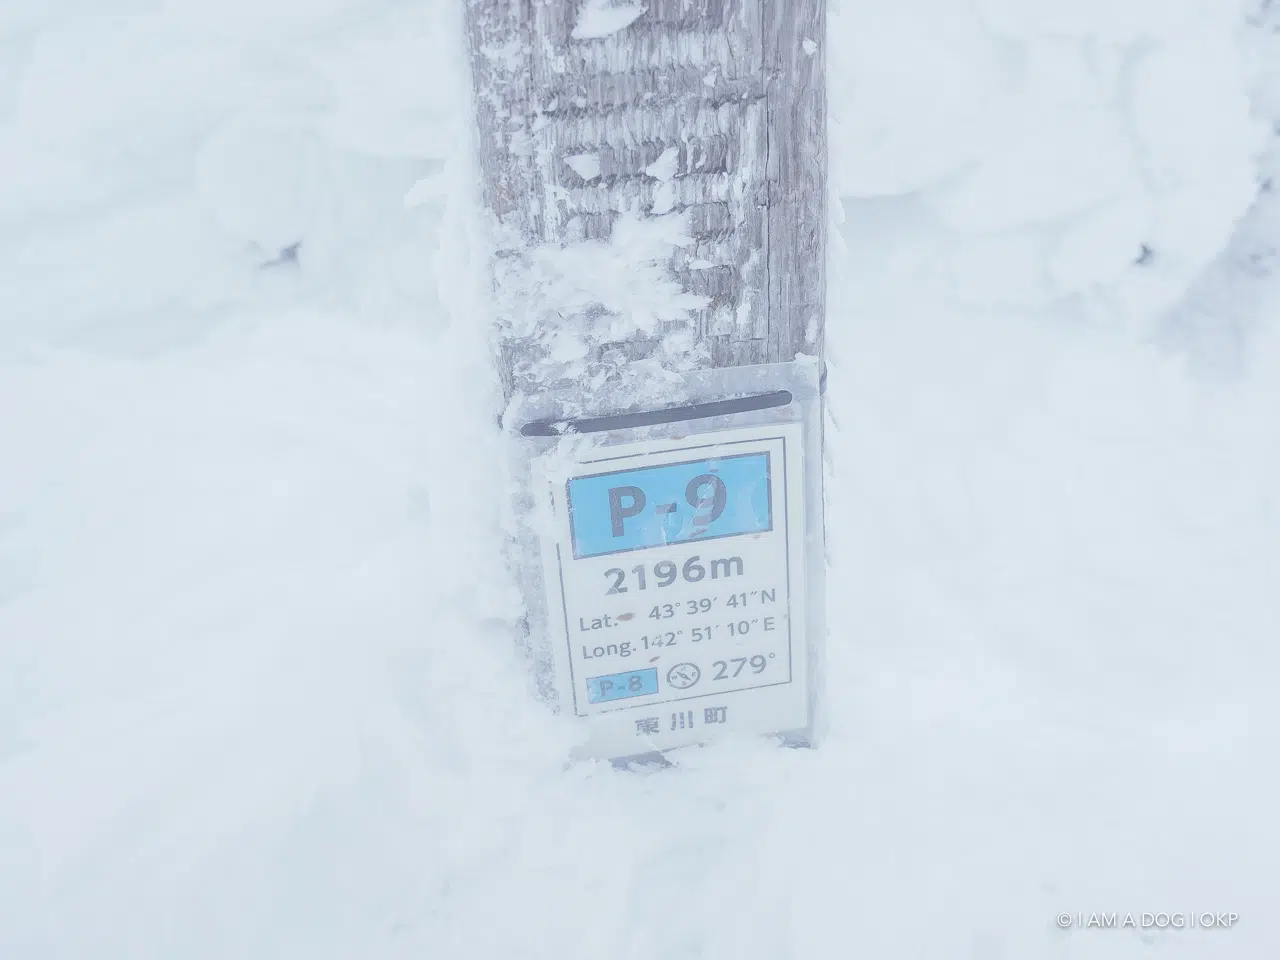 P-9
2196m
Lat. 43° 39′ 41″N
Long. 142° 51′ 10″E
P-8 279°
東川町
© I AM A DOG | OKP